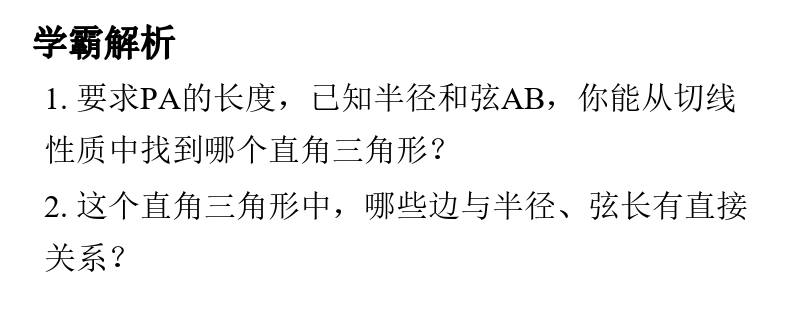 学霸解析
1. 要求PA的长度，已知半径和弦AB，你能从切线
性质中找到哪个直角三角形？
2. 这个直角三角形中，哪些边与半径、弦长有直接
关系？